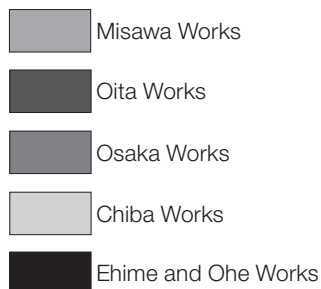 Misawa Works
Oita Works
Osaka Works
Chiba Works
Ehime and Ohe Works